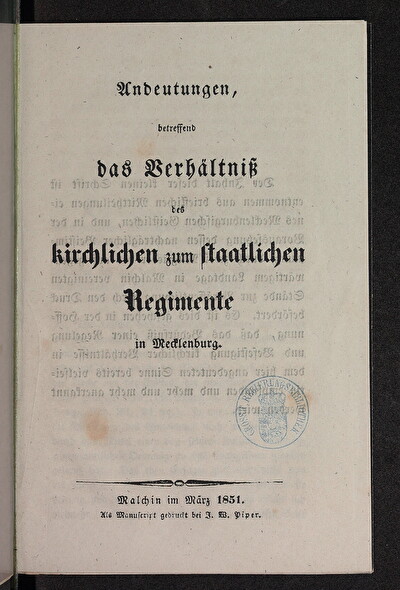 Andeutungen,
betreffend
das Verhältniß
des
kirchlichen zum staatlichen
Regimente
in Mecklenburg.
Malchin im März 1851.
Als Manuscript gedruckt bei J. W. Piper.